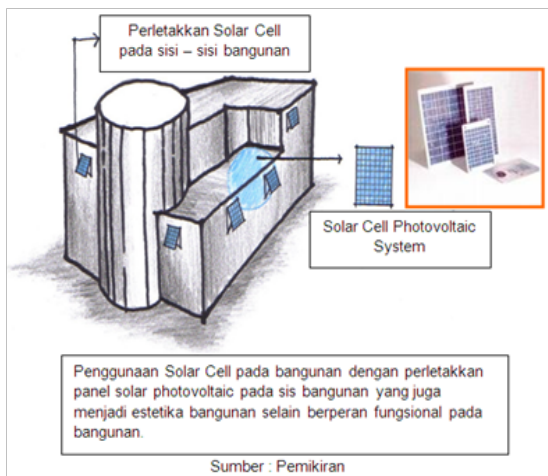 Perletakkan Solar Cell
pada sisi – sisi bangunan
Solar Cell Photovoltaic
System
Penggunaan Solar Cell pada bangunan dengan perletakkan
panel solar photovoltaic pada sis bangunan yang juga
menjadi estetika bangunan selain berperan fungsional pada
bangunan.
Sumber : Pemikiran